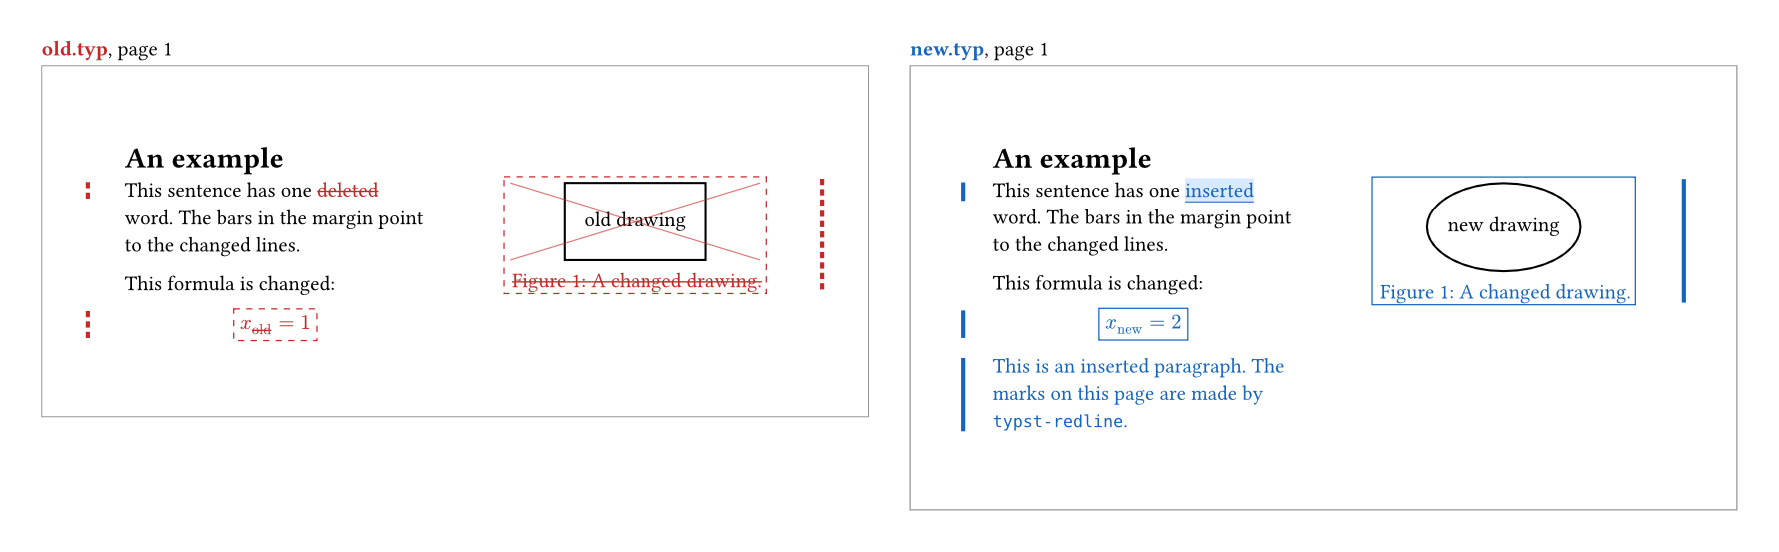 old.typ, page 1
An example
This sentence has one deleted
word. The bars in the margin point
to the changed lines.
This formula is changed:
x_old = 1
old drawing
Figure 1: A changed drawing.
new.typ, page 1
An example
This sentence has one inserted
word. The bars in the margin point
to the changed lines.
This formula is changed:
x_new = 2
This is an inserted paragraph. The
marks on this page are made by
typst-redline.
new drawing
Figure 1: A changed drawing.